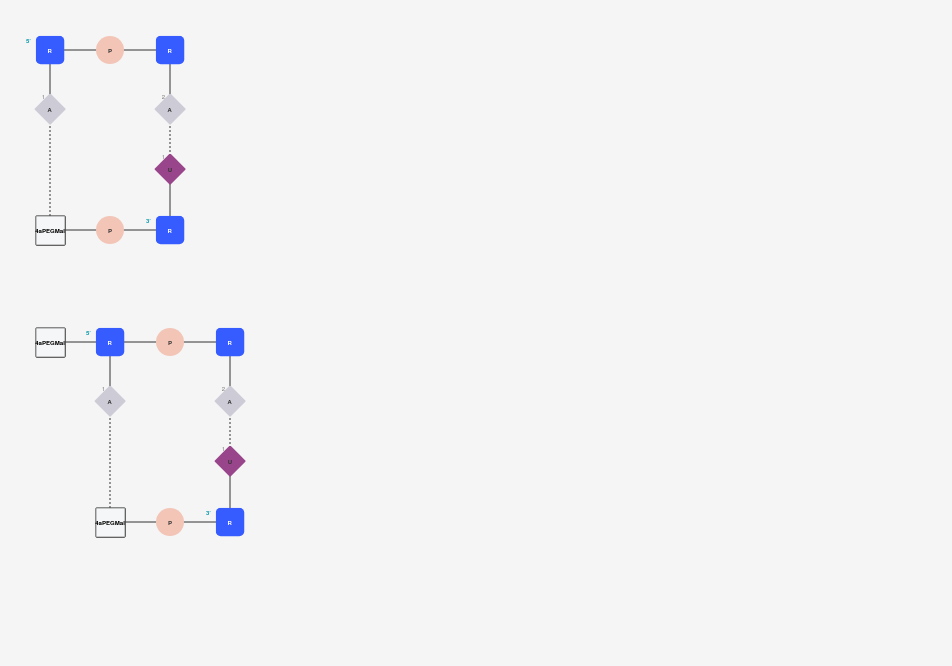 5'
R P R
1 2
A A
1
U
3'
4aPEGMal P R
5'
4aPEGMal R P R
1 2
A A
1
U
3'
4aPEGMal P R